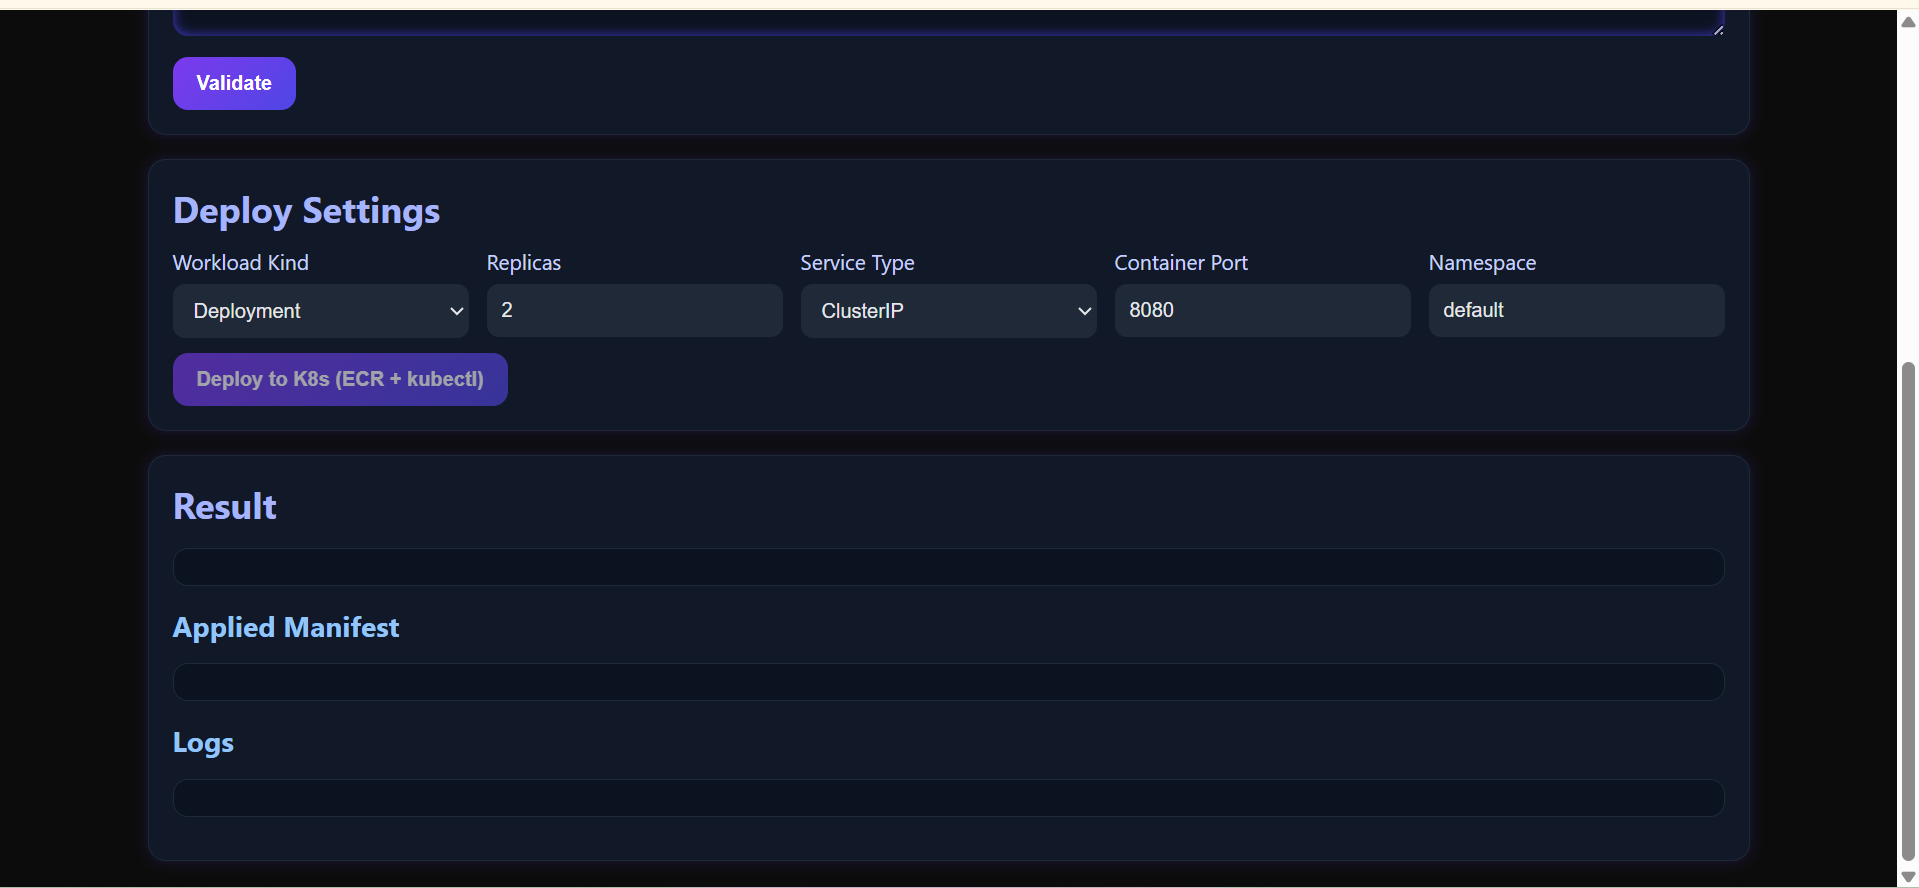 Validate
Deploy Settings
Workload Kind Replicas Service Type Container Port Namespace
Deployment 2 ClusterIP 8080 default
Deploy to K8s (ECR + kubectl)
Result
Applied Manifest
Logs